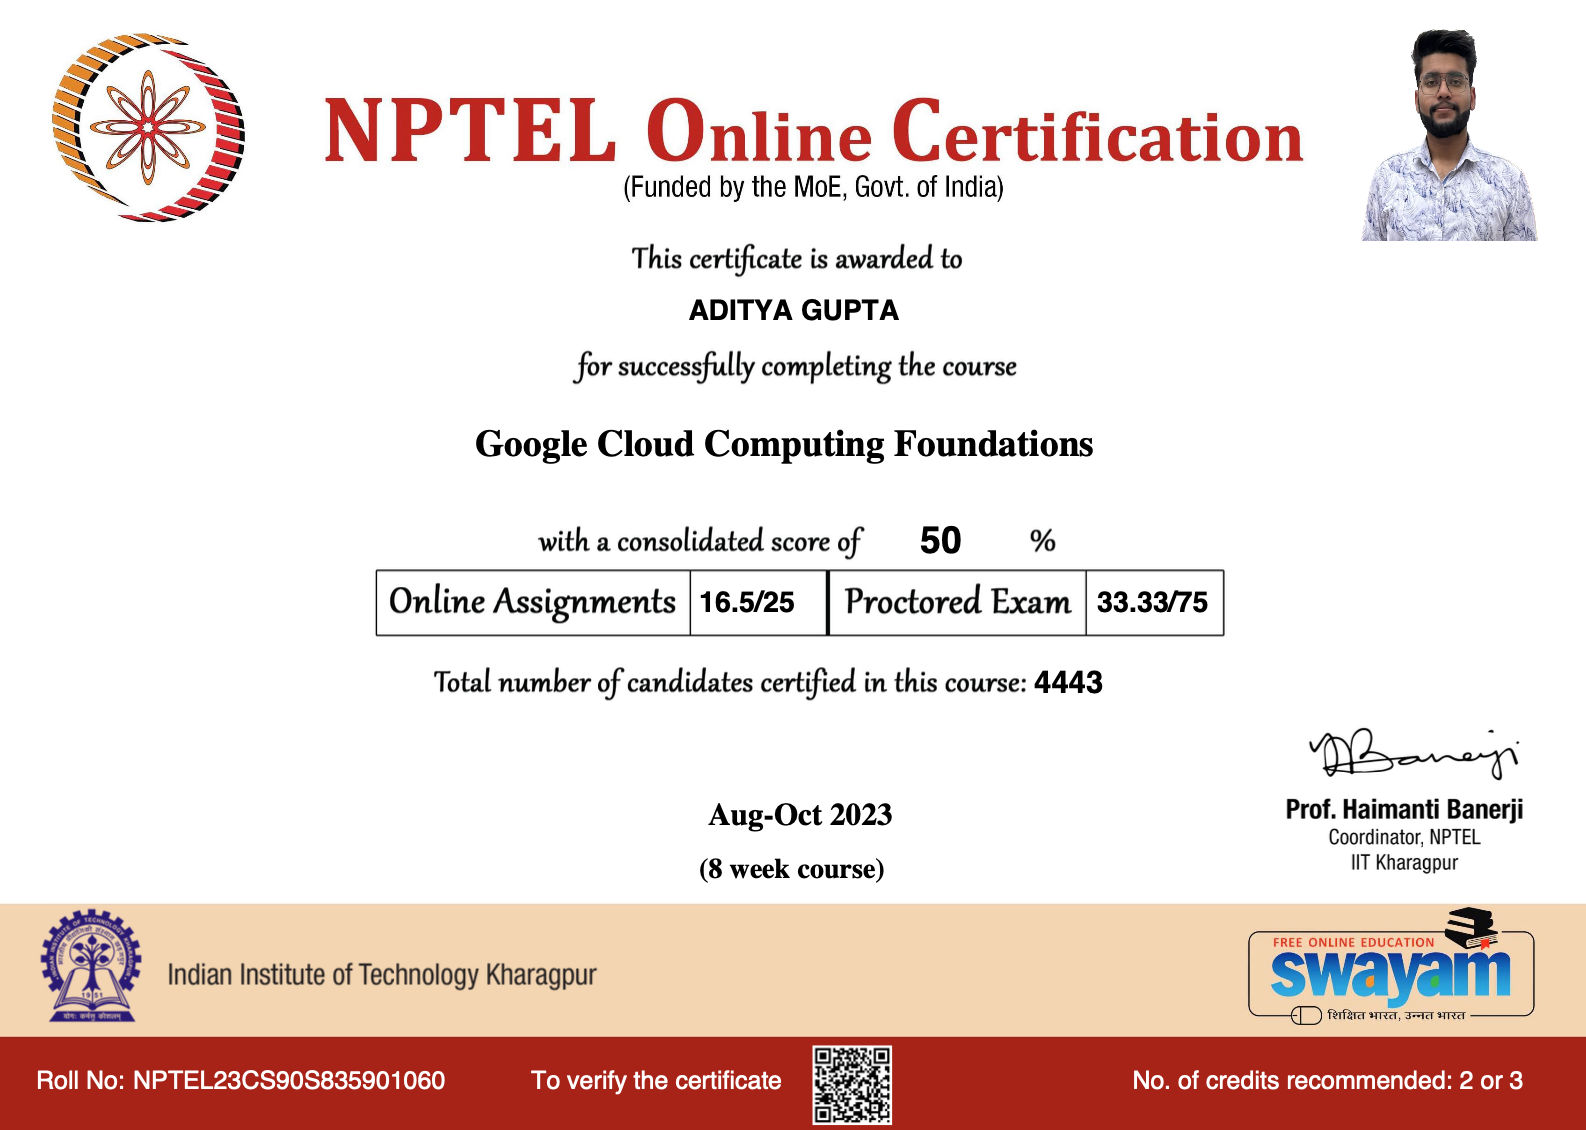 NPTEL Online Certification
(Funded by the MoE, Govt. of India)
This certificate is awarded to
ADITYA GUPTA
for successfully completing the course
Google Cloud Computing Foundations
with a consolidated score of 50 %
Online Assignments 16.5/25 Proctored Exam 33.33/75
Total number of candidates certified in this course: 4443
Aug-Oct 2023
(8 week course)
Prof. Haimanti Banerji
Coordinator, NPTEL
IIT Kharagpur
1951
Indian Institute of Technology Kharagpur
FREE ONLINE EDUCATION
swayam
शिक्षित भारत, उन्नत भारत
Roll No: NPTEL23CS90S835901060
To verify the certificate
No. of credits recommended: 2 or 3